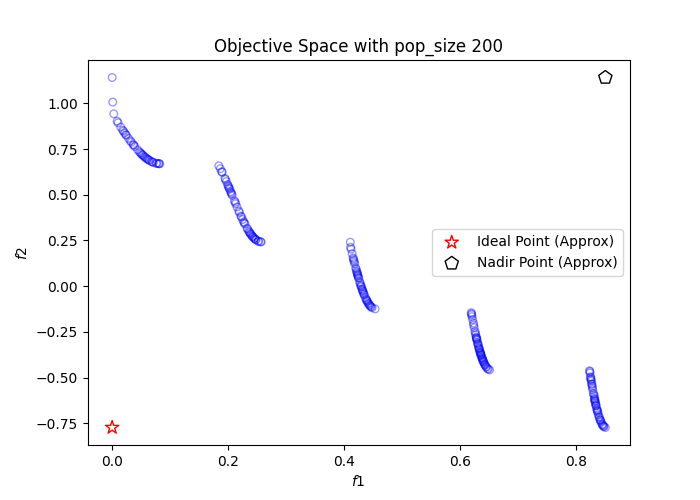 Objective Space with pop_size 200
1.00
0.75
0.50
0.25
0.00
−0.25
−0.50
−0.75
f2
Ideal Point (Approx)
Nadir Point (Approx)
0.0 0.2 0.4 0.6 0.8
f1